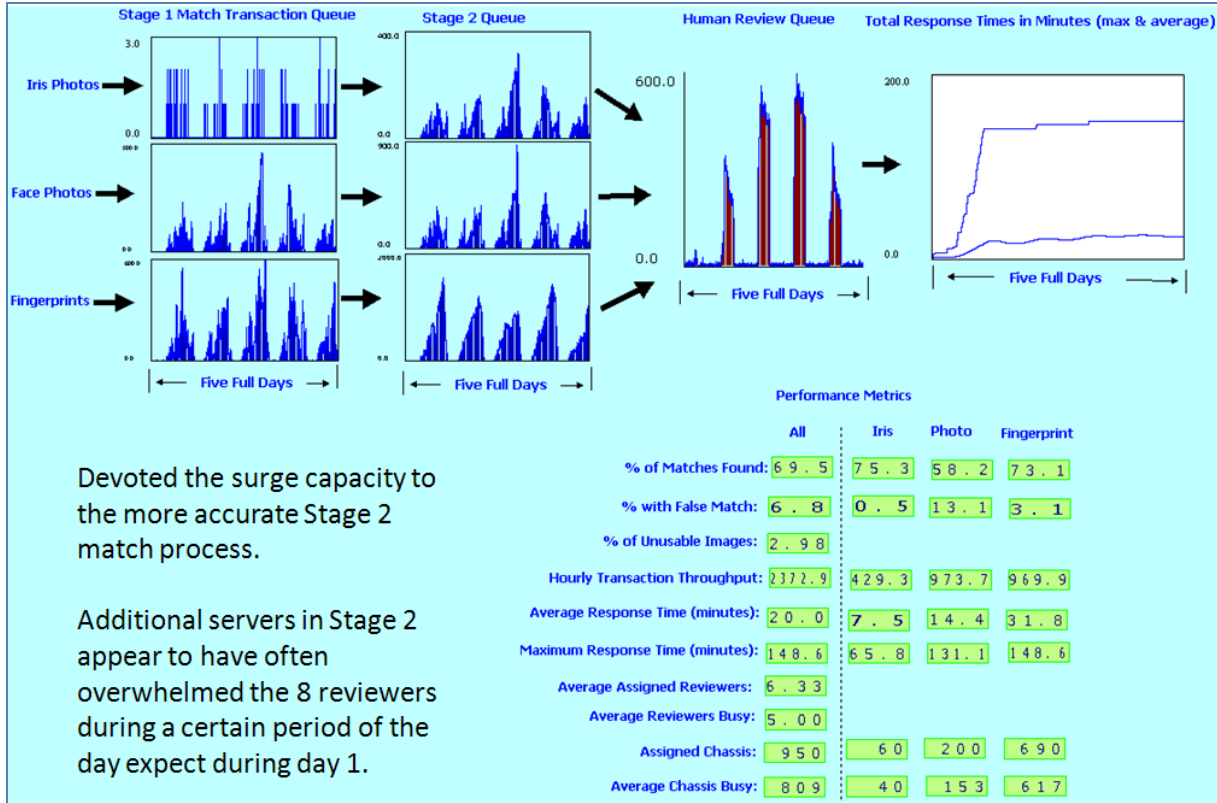 Stage 1 Match Transaction Queue
Stage 2 Queue
Human Review Queue
Total Response Times in Minutes (max & average)
Iris Photos
3.0
0.0
400.0
0.0
600.0
0.0
200.0
0.0
Face Photos
0.0
900.0
0.0
Fingerprints
0.0
0.0
Five Full Days
Five Full Days
Five Full Days
Five Full Days
Performance Metrics
All Iris Photo Fingerprint
% of Matches Found: 69.5 75.3 58.2 73.1
% with False Match: 6.8 0.5 13.1 3.1
% of Unusable Images: 2.98
Hourly Transaction Throughput: 2372.9 429.3 973.7 969.9
Average Response Time (minutes): 20.0 7.5 14.4 31.8
Maximum Response Time (minutes): 148.6 65.8 131.1 148.6
Average Assigned Reviewers: 6.33
Average Reviewers Busy: 5.00
Assigned Chassis: 950 60 200 690
Average Chassis Busy: 809 40 153 617
Devoted the surge capacity to
the more accurate Stage 2
match process.
Additional servers in Stage 2
appear to have often
overwhelmed the 8 reviewers
during a certain period of the
day expect during day 1.